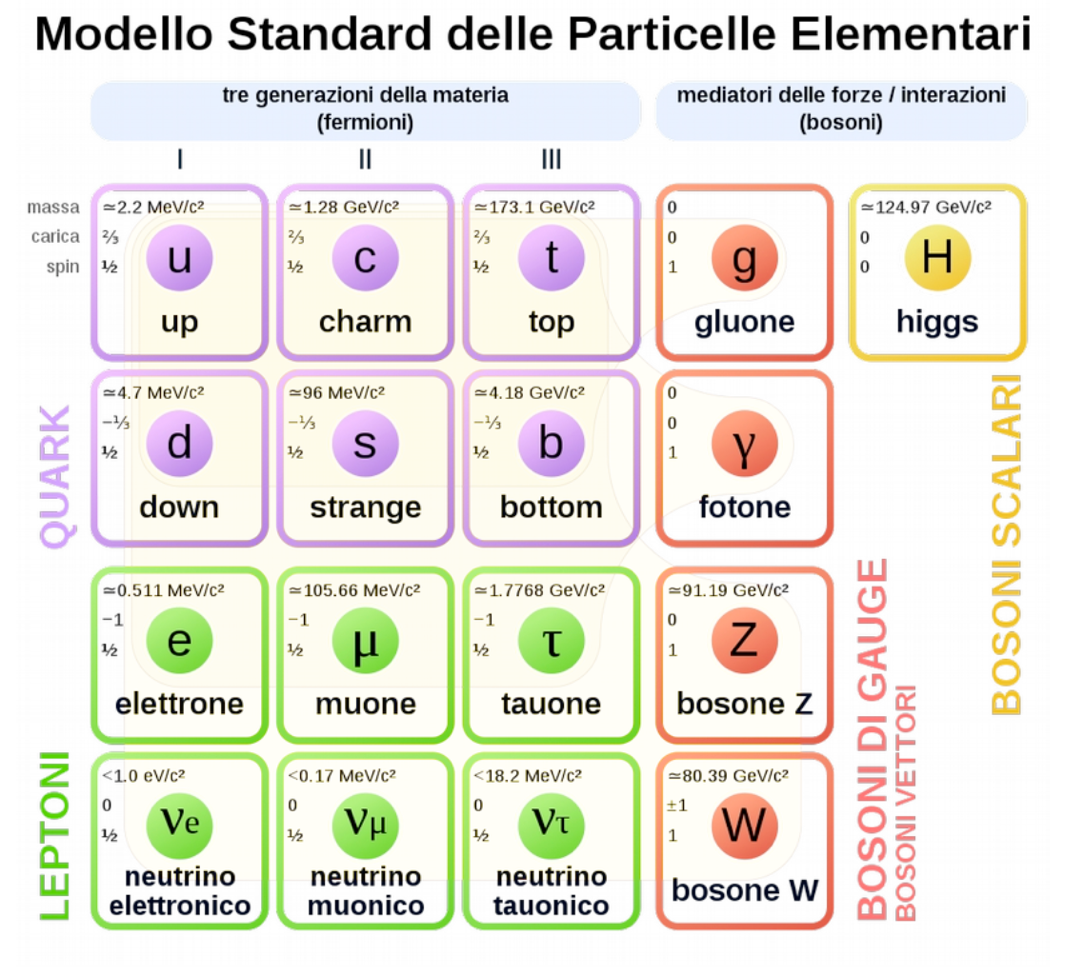 Modello Standard delle Particelle Elementari
tre generazioni della materia
(fermioni)
mediatori delle forze / interazioni
(bosoni)
I
II
III
massa
carica
spin
≃2.2 MeV/c²
⅔
½
u
up
≃1.28 GeV/c²
⅔
½
c
charm
≃173.1 GeV/c²
⅔
½
t
top
0
0
1
g
gluone
≃124.97 GeV/c²
0
0
H
higgs
QUARK
≃4.7 MeV/c²
−⅓
½
d
down
≃96 MeV/c²
−⅓
½
s
strange
≃4.18 GeV/c²
−⅓
½
b
bottom
0
0
1
γ
fotone
BOSONI SCALARI
LEPTONI
≃0.511 MeV/c²
−1
½
e
elettrone
≃105.66 MeV/c²
−1
½
μ
muone
≃1.7768 GeV/c²
−1
½
τ
tauone
≃91.19 GeV/c²
0
1
Z
bosone Z
BOSONI DI GAUGE
BOSONI VETTORI
<1.0 eV/c²
0
½
νe
neutrino
elettronico
<0.17 MeV/c²
0
½
νμ
neutrino
muonico
<18.2 MeV/c²
0
½
ντ
neutrino
tauonico
≃80.39 GeV/c²
±1
1
W
bosone W